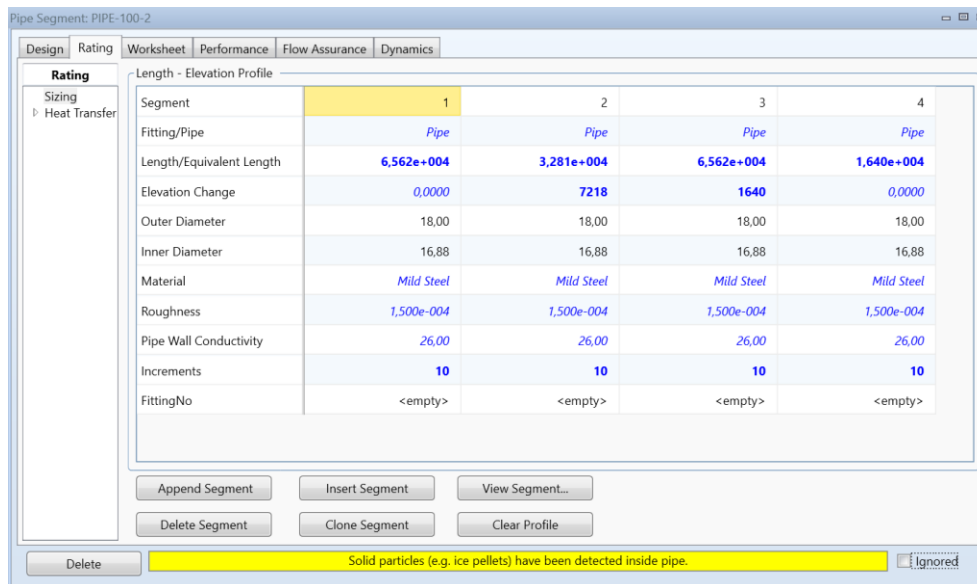 Pipe Segment: PIPE-100-2
Design Rating Worksheet Performance Flow Assurance Dynamics
Rating
Sizing
Heat Transfer
Length - Elevation Profile
Segment 1 2 3 4
Fitting/Pipe Pipe Pipe Pipe Pipe
Length/Equivalent Length 6,562e+004 3,281e+004 6,562e+004 1,640e+004
Elevation Change 0,0000 7218 1640 0,0000
Outer Diameter 18,00 18,00 18,00 18,00
Inner Diameter 16,88 16,88 16,88 16,88
Material Mild Steel Mild Steel Mild Steel Mild Steel
Roughness 1,500e-004 1,500e-004 1,500e-004 1,500e-004
Pipe Wall Conductivity 26,00 26,00 26,00 26,00
Increments 10 10 10 10
FittingNo <empty> <empty> <empty> <empty>
Append Segment Insert Segment View Segment...
Delete Segment Clone Segment Clear Profile
Delete Solid particles (e.g. ice pellets) have been detected inside pipe. Ignored